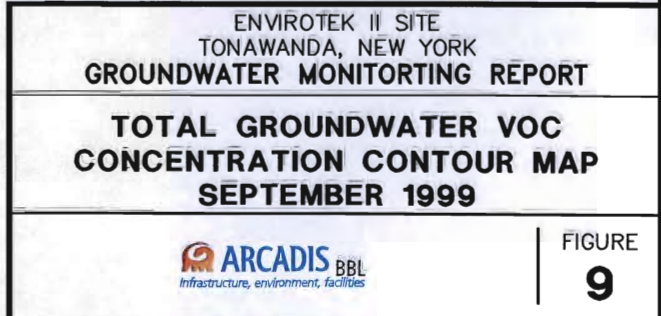 ENVIROTEK II SITE
TONAWANDA, NEW YORK
GROUNDWATER MONITORTING REPORT
TOTAL GROUNDWATER VOC
CONCENTRATION CONTOUR MAP
SEPTEMBER 1999
ARCADIS BBL
Infrastructure, environment, facilities
FIGURE
9